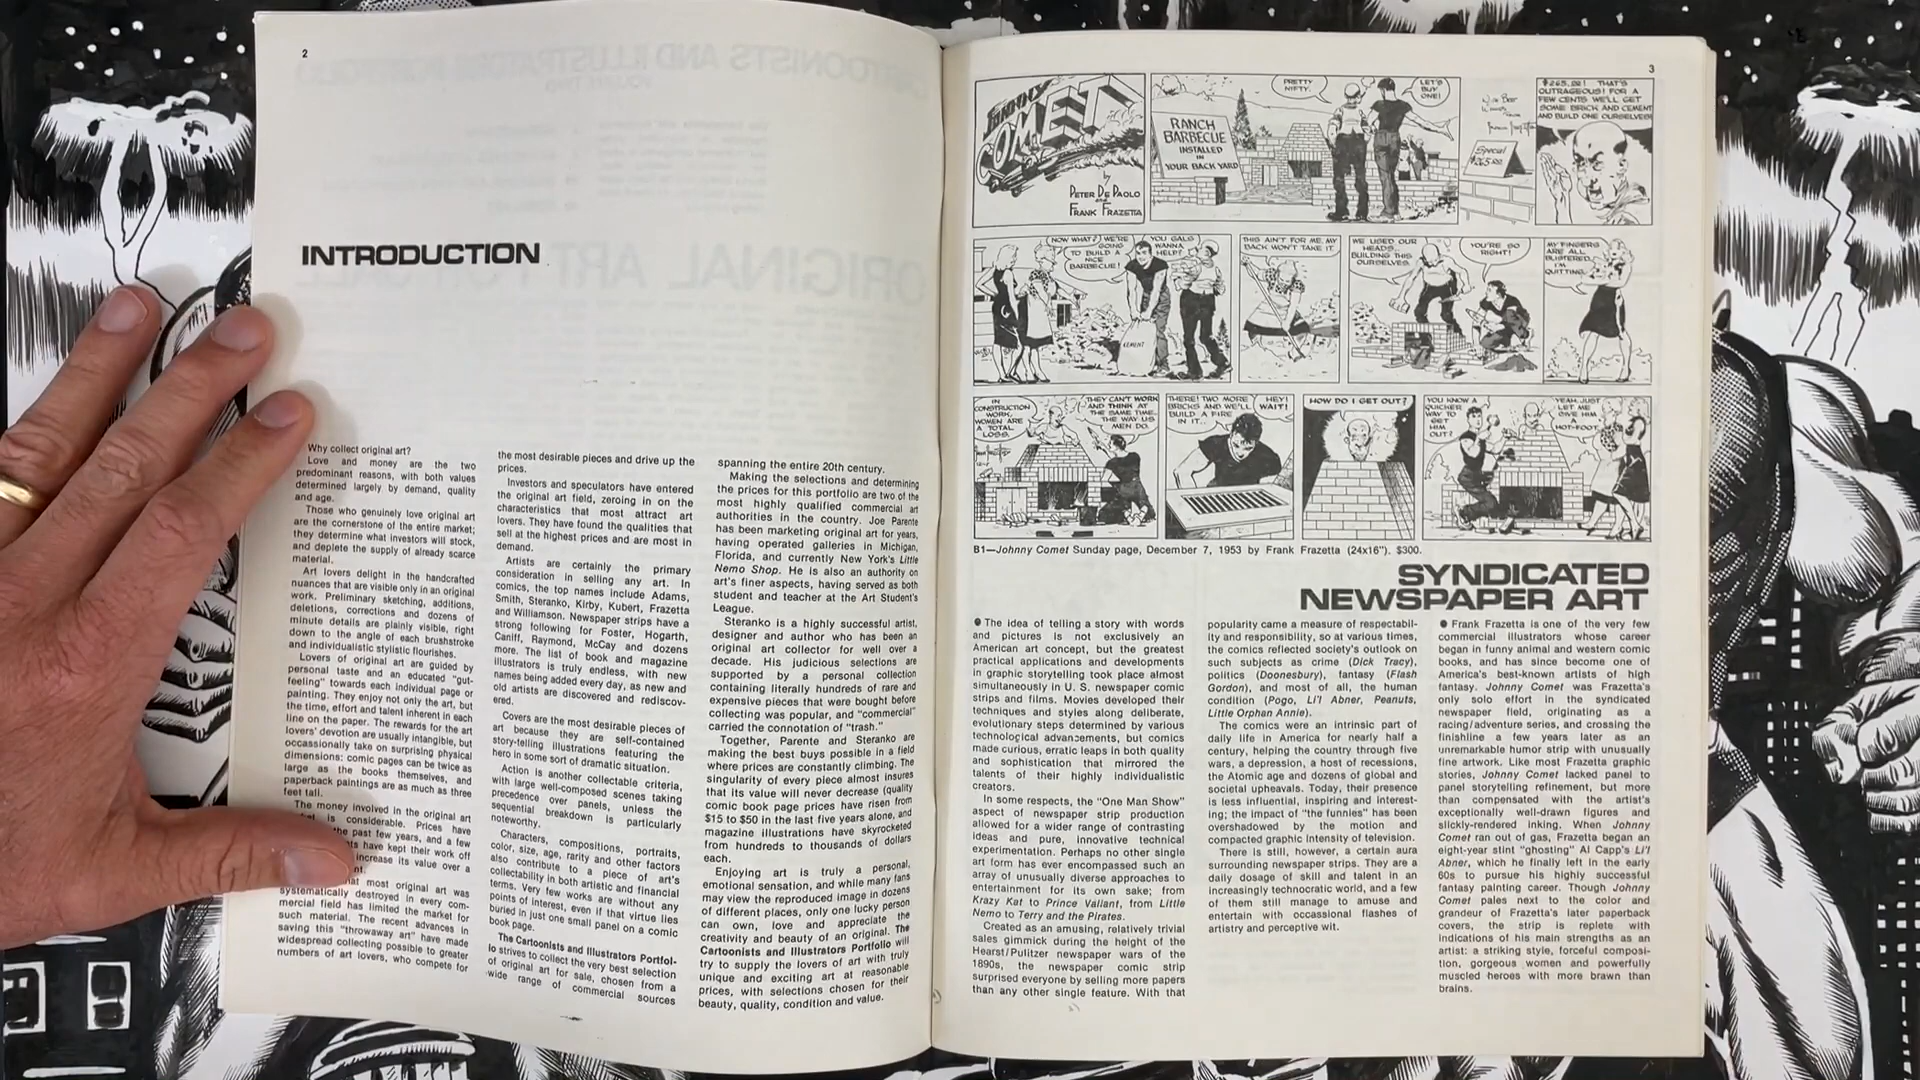 2
INTRODUCTION
Why collect original art?
Love and money are the two
predominant reasons, with both values
determined largely by demand, quality
and age.
Those who genuinely love original art
are the cornerstone of the entire market;
they determine what investors will stock,
and deplete the supply of already scarce
material.
Art lovers delight in the handcrafted
nuances that are visible only in an original
work. Preliminary sketching, additions,
deletions, corrections and dozens of
minute details are plainly visible, right
down to the angle of each brushstroke
and individualistic stylistic flourishes.
Lovers of original art are guided by
personal taste and an educated "gut-
feeling" towards each individual page or
painting. They enjoy not only the art, but
the time, effort and talent inherent in each
line on the paper. The rewards for the art
lovers' devotion are usually intangible, but
occassionally take on surprising physical
dimensions: comic pages can be twice as
large as the books themselves, and
paperback paintings are as much as three
feet tall.
The money involved in the original art
is considerable. Prices have
the past few years, and a few
have kept their work off
increase its value over a
most original art was
systematically destroyed in every com-
mercial field has limited the market for
such material. The recent advances in
saving this "throwaway art" have made
widespread collecting possible to greater
numbers of art lovers, who compete for
the most desirable pieces and drive up the
prices.
Investors and speculators have entered
the original art field, zeroing in on the
characteristics that most attract art
lovers. They have found the qualities that
sell at the highest prices and are most in
demand.
Artists are certainly the primary
consideration in selling any art. In
comics, the top names include Adams,
Smith, Steranko, Kirby, Kubert, Frazetta
and Williamson. Newspaper strips have a
strong following for Foster, Hogarth,
Caniff, Raymond, McCay and dozens
more. The list of book and magazine
illustrators is truly endless, with new
names being added every day, as new and
old artists are discovered and rediscov-
ered.
Covers are the most desirable pieces of
art because they are self-contained
story-telling illustrations featuring the
hero in some sort of dramatic situation.
Action is another collectable criteria,
with large well-composed scenes taking
precedence over panels, unless the
sequential breakdown is particularly
noteworthy.
Characters, compositions, portraits,
color, size, age, rarity and other factors
also contribute to a piece of art's
collectability in both artistic and financial
terms. Very few works are without any
points of interest, even if that virtue lies
buried in just one small panel on a comic
book page.
The Cartoonists and Illustrators Portfol-
io strives to collect the very best selection
of original art for sale, chosen from a
wide range of commercial sources
spanning the entire 20th century.
Making the selections and determining
the prices for this portfolio are two of the
most highly qualified commercial art
authorities in the country. Joe Parente
has been marketing original art for years,
having operated galleries in Michigan,
Florida, and currently New York's Little
Nemo Shop. He is also an authority on
art's finer aspects, having served as both
student and teacher at the Art Student's
League.
Steranko is a highly successful artist,
designer and author who has been an
original art collector for well over a
decade. His judicious selections are
supported by a personal collection
containing literally hundreds of rare and
expensive pieces that were bought before
collecting was popular, and "commercial"
carried the connotation of "trash."
Together, Parente and Steranko are
making the best buys possible in a field
where prices are constantly climbing. The
singularity of every piece almost insures
that its value will never decrease (quality
comic book page prices have risen from
$15 to $50 in the last five years alone, and
magazine illustrations have skyrocketed
from hundreds to thousands of dollars
each.
Enjoying art is truly a personal,
emotional sensation, and while many fans
may view the reproduced image in dozens
of different places, only one lucky person
can own, love and appreciate the
creativity and beauty of an original. The
Cartoonists and Illustrators Portfolio will
try to supply the lovers of art with truly
unique and exciting art at reasonable
prices, with selections chosen for their
beauty, quality, condition and value.
3
JOHNNY
COMET
by
PETER DE PAOLO
and
FRANK FRAZETTA
RANCH
BARBECUE
INSTALLED
IN
YOUR BACK YARD
PRETTY
NIFTY.
LET'S
BUY
ONE!
Special
$265.00
$265.00! THAT'S
OUTRAGEOUS! FOR A
FEW CENTS WE'LL GET
SOME BRICK AND CEMENT
AND BUILD ONE OURSELVES!
NOW WHAT? WE'RE
GOING
TO BUILD A
NICE
BARBECUE!
YOU GALS
WANNA
HELP?
CEMENT
THIS AIN'T FOR ME. MY
BACK WON'T TAKE IT.
WE USED OUR
HEADS...
BUILDING THIS
OURSELVES.
YOU'RE SO
RIGHT!
MY FINGERS
ARE ALL
BLISTERED.
I'M
QUITTING.
IN
CONSTRUCTION
WORK,
WOMEN ARE
A TOTAL
LOSS.
THEY CAN'T WORK
AND THINK AT
THE SAME TIME,
THE WAY US
MEN DO.
THERE! TWO MORE
BRICKS AND WE'LL
BUILD A FIRE
IN IT..
HEY!
WAIT!
HOW DO I GET OUT?
YOU KNOW A
QUICKER
WAY TO
GET
HIM
OUT?
YEAH. JUST
LET ME
GIVE HIM
A
HOT-FOOT.
B1—Johnny Comet Sunday page, December 7, 1953 by Frank Frazetta (24x16"). $300.
SYNDICATED
NEWSPAPER ART
● The idea of telling a story with words
and pictures is not exclusively an
American art concept, but the greatest
practical applications and developments
in graphic storytelling took place almost
simultaneously in U. S. newspaper comic
strips and films. Movies developed their
techniques and styles along deliberate,
evolutionary steps determined by various
technological advancements, but comics
made curious, erratic leaps in both quality
and sophistication that mirrored the
talents of their highly individualistic
creators.
In some respects, the "One Man Show"
aspect of newspaper strip production
allowed for a wider range of contrasting
ideas and pure, innovative technical
experimentation. Perhaps no other single
art form has ever encompassed such an
array of unusually diverse approaches to
entertainment for its own sake; from
Krazy Kat to Prince Valiant, from Little
Nemo to Terry and the Pirates.
Created as an amusing, relatively trivial
sales gimmick during the height of the
Hearst/Pulitzer newspaper wars of the
1890s, the newspaper comic strip
surprised everyone by selling more papers
than any other single feature. With that
popularity came a measure of respectabil-
ity and responsibility, so at various times,
the comics reflected society's outlook on
such subjects as crime (Dick Tracy),
politics (Doonesbury), fantasy (Flash
Gordon), and most of all, the human
condition (Pogo, Li'l Abner, Peanuts,
Little Orphan Annie).
The comics were an intrinsic part of
daily life in America for nearly half a
century, helping the country through five
wars, a depression, a host of recessions,
the Atomic age and dozens of global and
societal upheavals. Today, their presence
is less influential, inspiring and interest-
ing; the impact of "the funnies" has been
overshadowed by the motion and
compacted graphic intensity of television.
There is still, however, a certain aura
surrounding newspaper strips. They are a
daily dosage of skill and talent in an
increasingly technocratic world, and a few
of them still manage to amuse and
entertain with occassional flashes of
artistry and perceptive wit.
● Frank Frazetta is one of the very few
commercial illustrators whose career
began in funny animal and western comic
books, and has since become one of
America's best-known artists of high
fantasy. Johnny Comet was Frazetta's
only solo effort in the syndicated
newspaper field, originating as a
racing/adventure series, and crossing the
finishline a few years later as an
unremarkable humor strip with unusually
fine artwork. Like most Frazetta graphic
stories, Johnny Comet lacked panel to
panel storytelling refinement, but more
than compensated with the artist's
exceptionally well-drawn figures and
slickly-rendered inking. When Johnny
Comet ran out of gas, Frazetta began an
eight-year stint "ghosting" Al Capp's Li'l
Abner, which he finally left in the early
60s to pursue his highly successful
fantasy painting career. Though Johnny
Comet pales next to the color and
grandeur of Frazetta's later paperback
covers, the strip is replete with
indications of his main strengths as an
artist: a striking style, forceful composi-
tion, gorgeous women and powerfully
muscled heroes with more brawn than
brains.